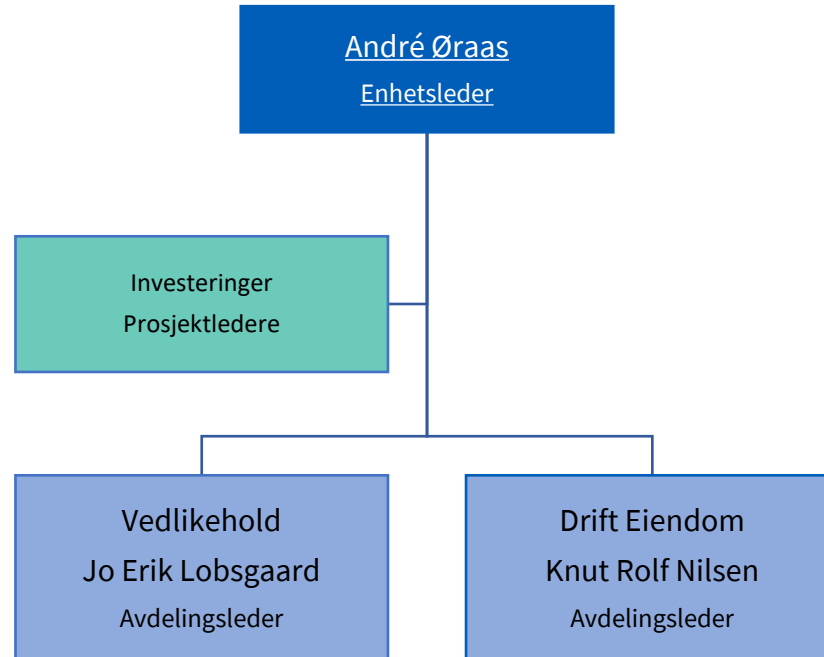 André Øraas
Enhetsleder
Investeringer
Prosjektledere
Vedlikehold
Jo Erik Lobsgaard
Avdelingsleder
Drift Eiendom
Knut Rolf Nilsen
Avdelingsleder